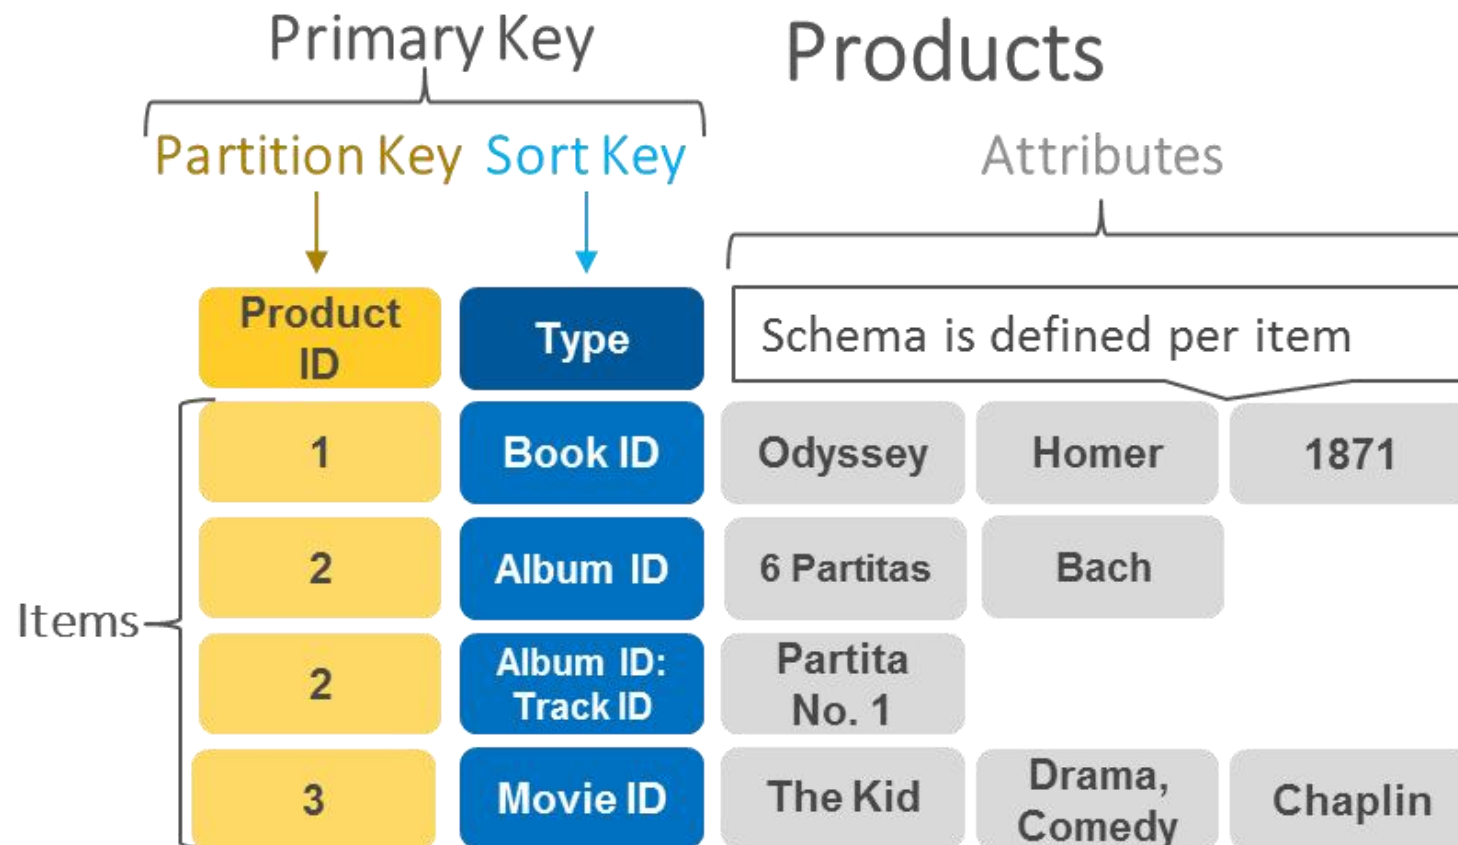 Primary Key
Products
Partition Key
Sort Key
Attributes
Product
ID
Type
Schema is defined per item
Items
1
Book ID
Odyssey
Homer
1871
2
Album ID
6 Partitas
Bach
2
Album ID:
Track ID
Partita
No. 1
3
Movie ID
The Kid
Drama,
Comedy
Chaplin